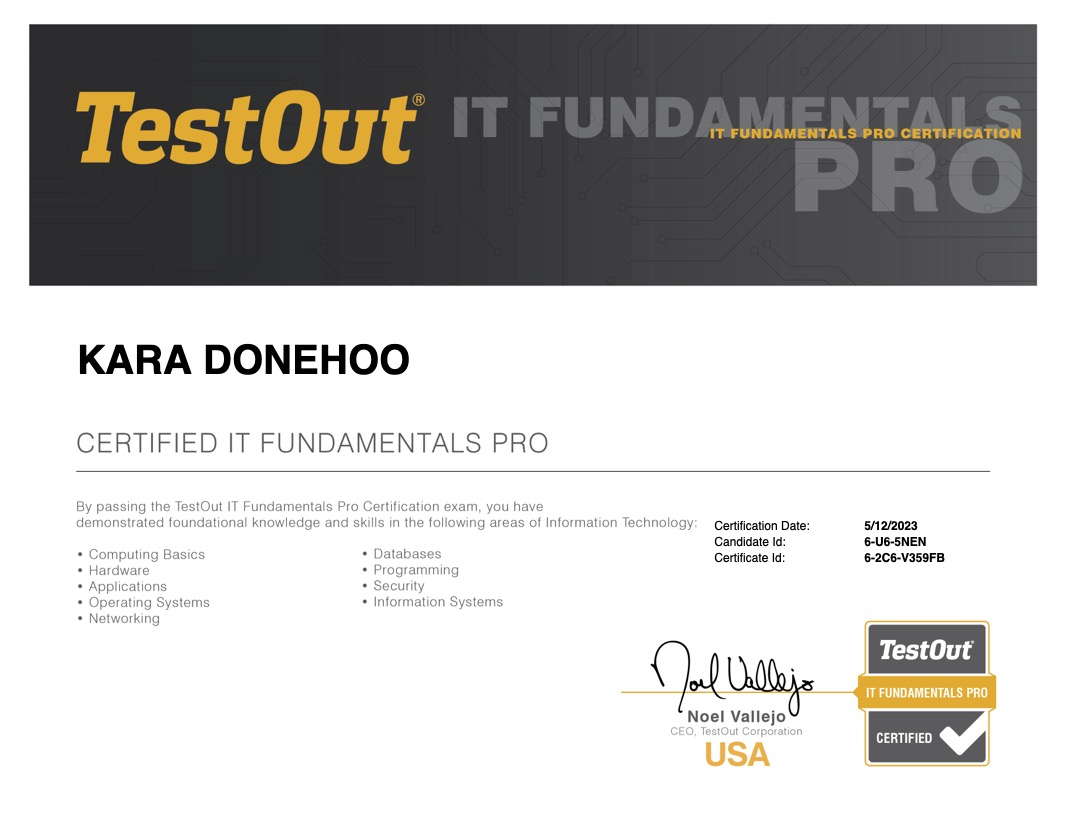 TestOut®
IT FUNDAMENTALS
IT FUNDAMENTALS PRO CERTIFICATION
PRO
KARA DONEHOO
CERTIFIED IT FUNDAMENTALS PRO
By passing the TestOut IT Fundamentals Pro Certification exam, you have
demonstrated foundational knowledge and skills in the following areas of Information Technology:
• Computing Basics
• Hardware
• Applications
• Operating Systems
• Networking
• Databases
• Programming
• Security
• Information Systems
Certification Date: 5/12/2023
Candidate Id: 6-U6-5NEN
Certificate Id: 6-2C6-V359FB
Noel Vallejo
Noel Vallejo
CEO, TestOut Corporation
USA
TestOut
IT FUNDAMENTALS PRO
CERTIFIED